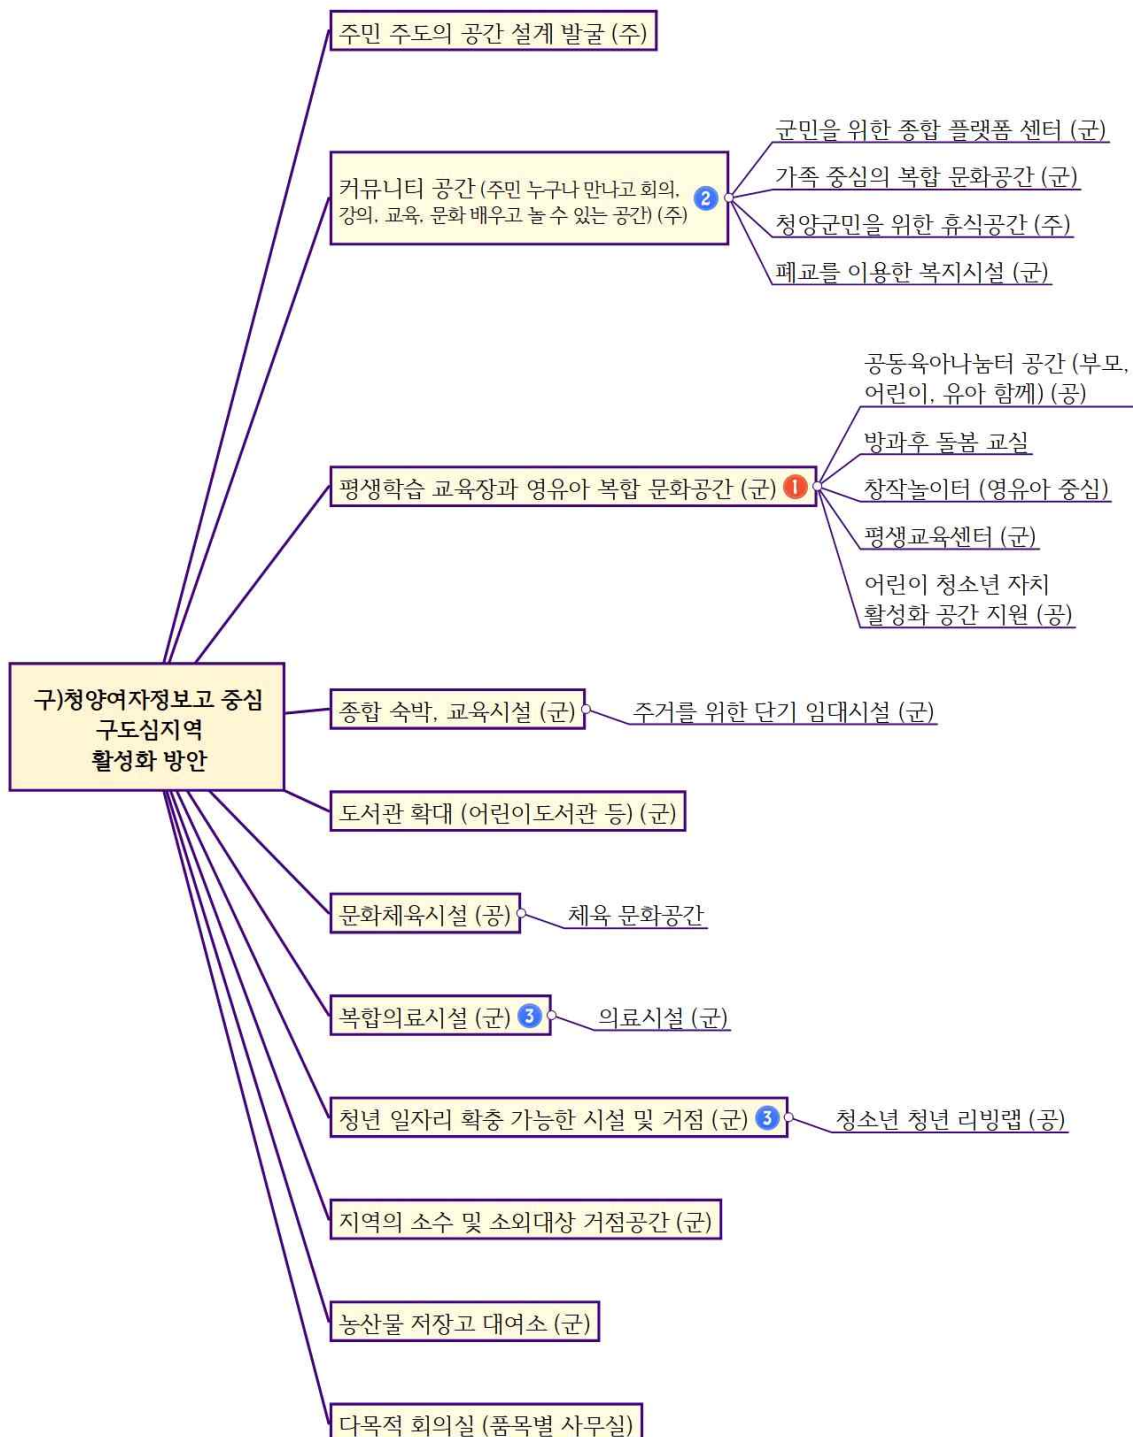 주민 주도의 공간 설계 발굴 (주)
커뮤니티 공간 (주민 누구나 만나고 회의,
강의, 교육, 문화 배우고 놀 수 있는 공간) (주)
2
군민을 위한 종합 플랫폼 센터 (군)
가족 중심의 복합 문화공간 (군)
청양군민을 위한 휴식공간 (주)
폐교를 이용한 복지시설 (군)
평생학습 교육장과 영유아 복합 문화공간 (군) 1
공동육아나눔터 공간 (부모,
어린이, 유아 함께) (공)
방과후 돌봄 교실
창작놀이터 (영유아 중심)
평생교육센터 (군)
어린이 청소년 자치
활성화 공간 지원 (공)
구)청양여자정보고 중심
구도심지역
활성화 방안
종합 숙박, 교육시설 (군)
주거를 위한 단기 임대시설 (군)
도서관 확대 (어린이도서관 등) (군)
문화체육시설 (공)
체육 문화공간
복합의료시설 (군) 3
의료시설 (군)
청년 일자리 확충 가능한 시설 및 거점 (군) 3
청소년 청년 리빙랩 (공)
지역의 소수 및 소외대상 거점공간 (군)
농산물 저장고 대여소 (군)
다목적 회의실 (품목별 사무실)